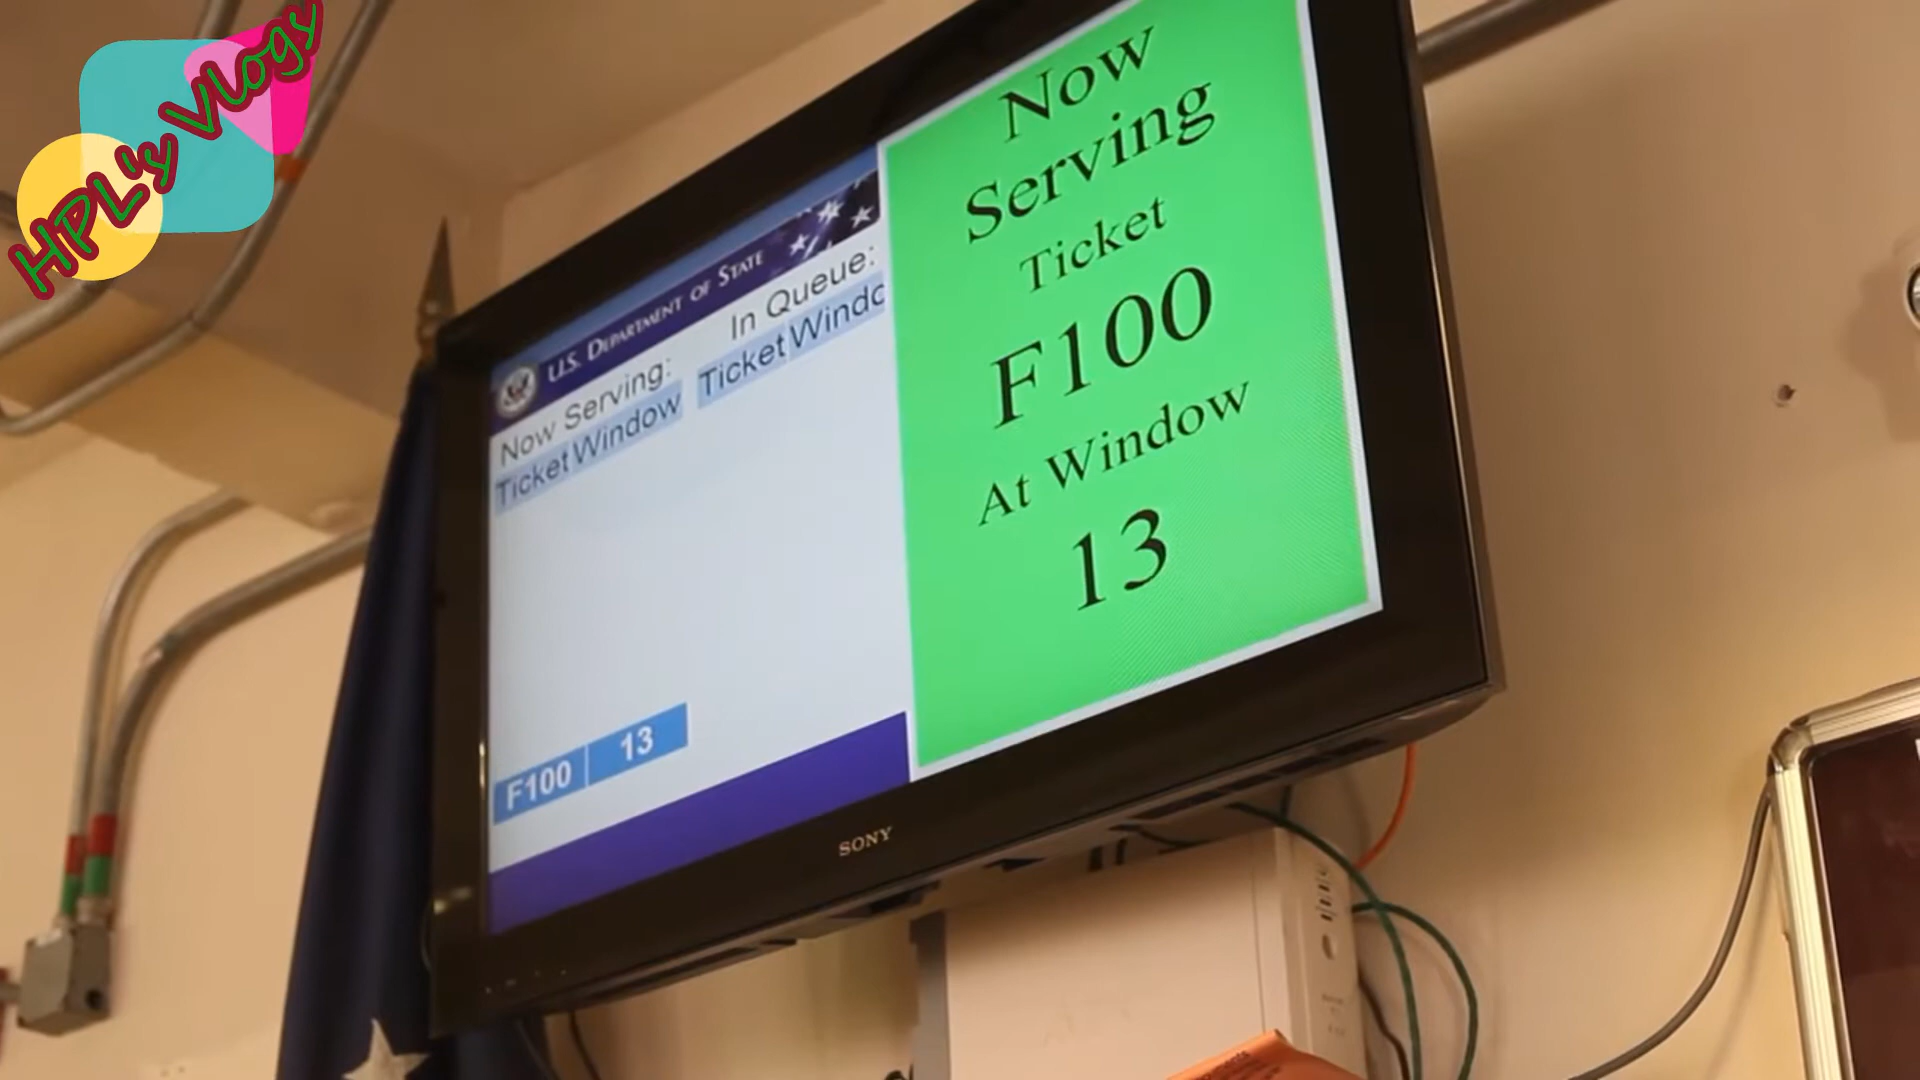 HPL's Vlogs
U.S. DEPARTMENT OF STATE
Now Serving:
Ticket Window
In Queue:
Ticket Windo
F100 13
Now
Serving
Ticket
F100
At Window
13
SONY